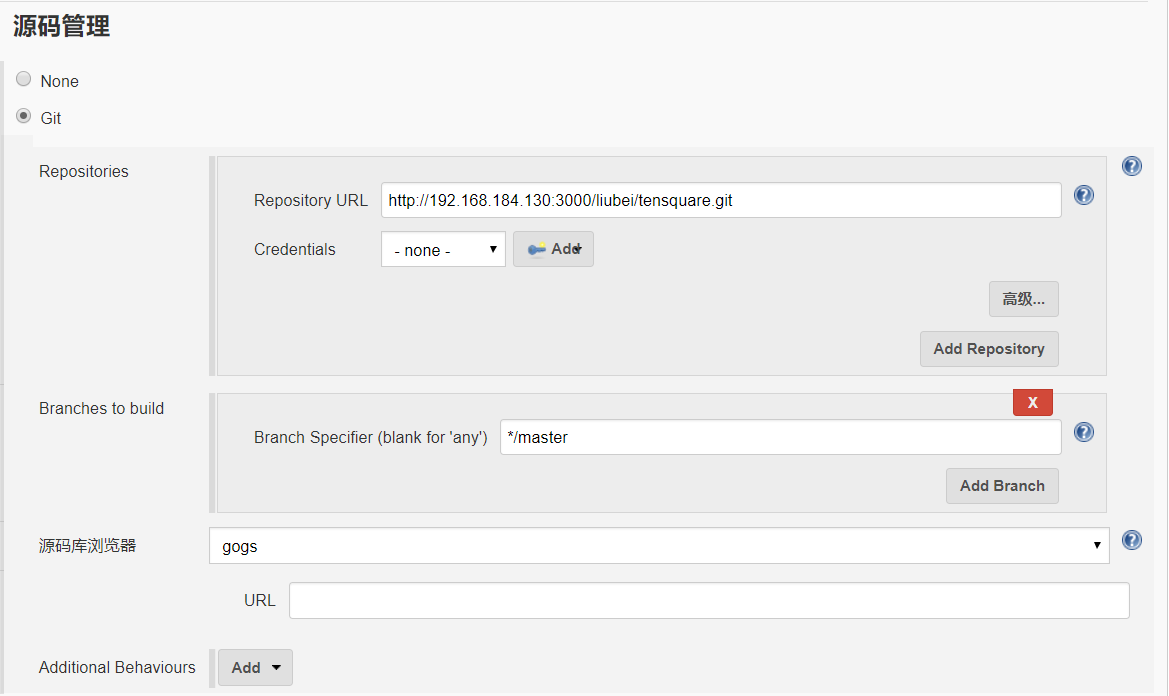 源码管理
None
Git
Repositories
Repository URL http://192.168.184.130:3000/liubei/tensquare.git
Credentials - none - Add
高级...
Add Repository
Branches to build
X
Branch Specifier (blank for 'any') */master
Add Branch
源码库浏览器 gogs
URL
Additional Behaviours Add